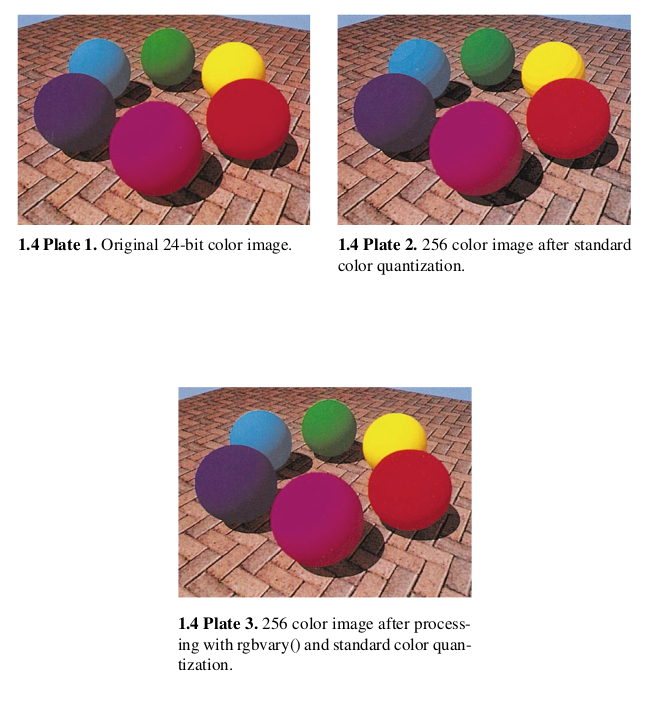 1.4 Plate 1. Original 24-bit color image.
1.4 Plate 2. 256 color image after standard
color quantization.
1.4 Plate 3. 256 color image after process-
ing with rgbvary() and standard color quan-
tization.